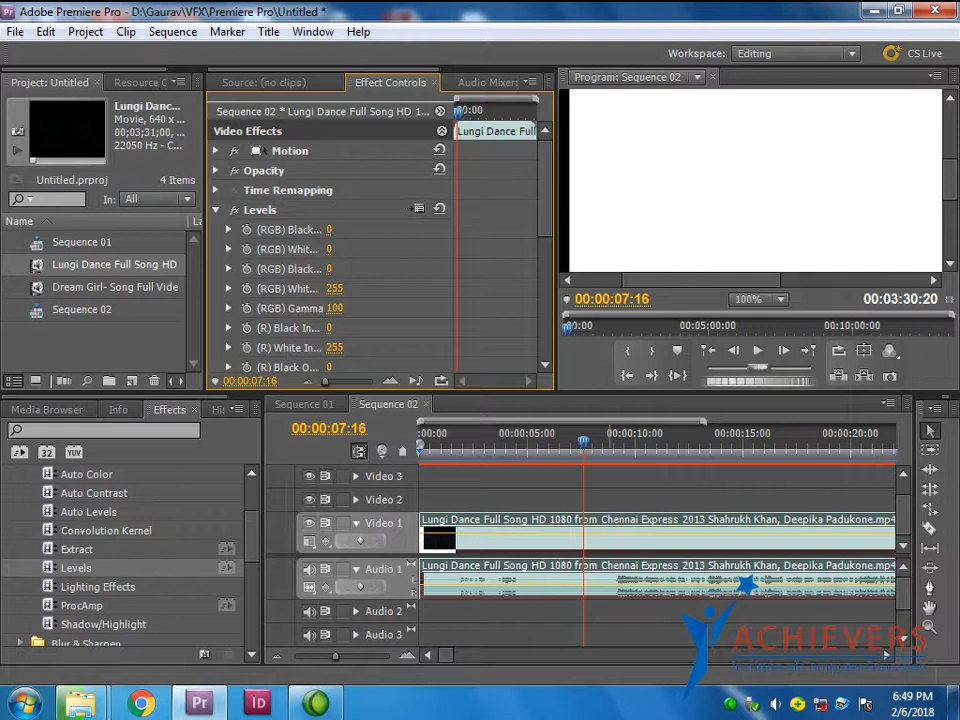 Adobe Premiere Pro - D:\Gaurav\VFX\Premiere Pro\Untitled *
File Edit Project Clip Sequence Marker Title Window Help
Workspace: Editing CS Live
Project: Untitled Resource C
Lungi Danc...
Movie, 640 x
00;03;31;00,
22050 Hz - C...
Untitled.prproj 4 Items
In: All
Name La
Sequence 01
Lungi Dance Full Song HD
Dream Girl- Song Full Vide
Sequence 02
Source: (no clips) Effect Controls Audio Mixer:
Sequence 02 * Lungi Dance Full Song HD 1... :00:00
Video Effects Lungi Dance Full
Motion
Opacity
Time Remapping
Levels
(RGB) Black... 0
(RGB) Whit... 0
(RGB) Black... 0
(RGB) Whit... 255
(RGB) Gamma 100
(R) Black In... 0
(R) White In... 255
(R) Black O... 0
00:00:07:16
Program: Sequence 02
00:00:07:16 100% 00:03:30:20
:00:00 00:05:00:00 00:10:00:00
Media Browser Info Effects His
32 YUV
Auto Color
Auto Contrast
Auto Levels
Convolution Kernel
Extract
Levels
Lighting Effects
ProcAmp
Shadow/Highlight
Blur & Sharpen
Sequence 01 Sequence 02
00:00:07:16 :00:00 00:00:05:00 00:00:10:00 00:00:15:00 00:00:20:00
Video 3
Video 2
Video 1 Lungi Dance Full Song HD 1080 from Chennai Express 2013 Shahrukh Khan, Deepika Padukone.mp4
Audio 1 Lungi Dance Full Song HD 1080 from Chennai Express 2013 Shahrukh Khan, Deepika Padukone.mp4
L
R
Audio 2
Audio 3
ACHIEVERS
Pr Id
6:49 PM
2/6/2018